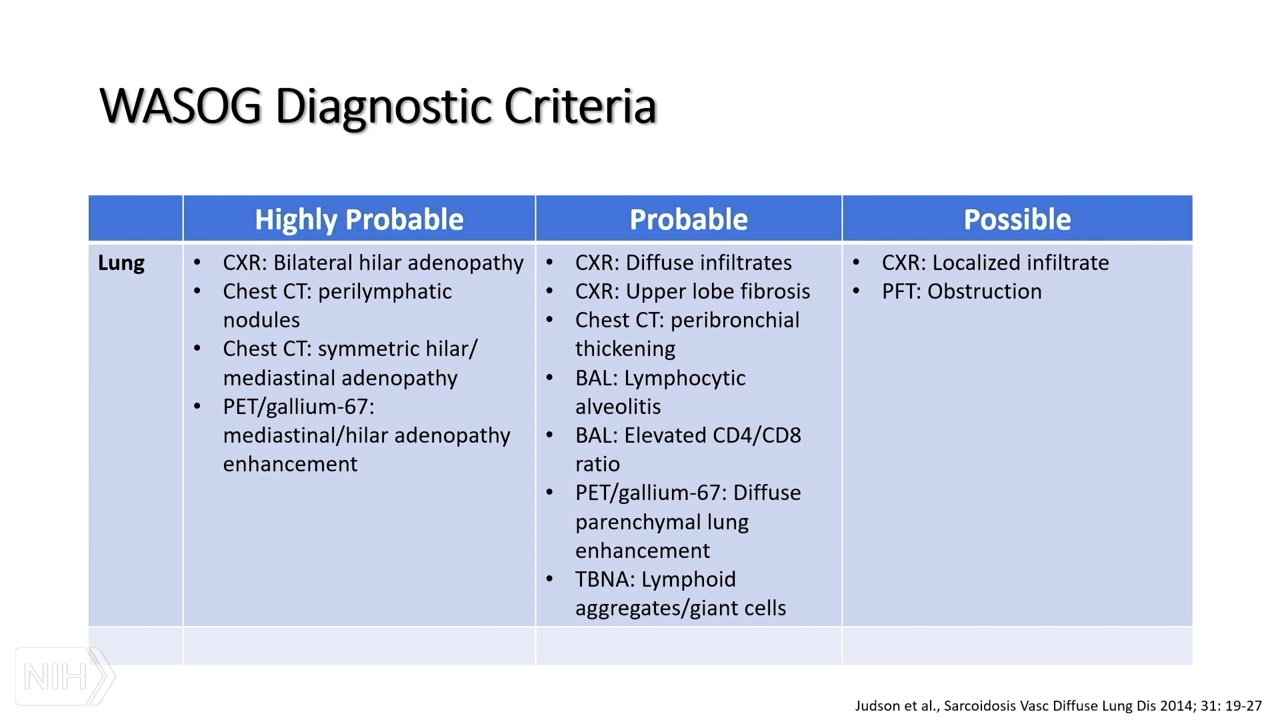 WASOG Diagnostic Criteria
Highly Probable
Probable
Possible
Lung
• CXR: Bilateral hilar adenopathy
• Chest CT: perilymphatic
nodules
• Chest CT: symmetric hilar/
mediastinal adenopathy
• PET/gallium-67:
mediastinal/hilar adenopathy
enhancement
• CXR: Diffuse infiltrates
• CXR: Upper lobe fibrosis
• Chest CT: peribronchial
thickening
• BAL: Lymphocytic
alveolitis
• BAL: Elevated CD4/CD8
ratio
• PET/gallium-67: Diffuse
parenchymal lung
enhancement
• TBNA: Lymphoid
aggregates/giant cells
• CXR: Localized infiltrate
• PFT: Obstruction
NIH
Judson et al., Sarcoidosis Vasc Diffuse Lung Dis 2014; 31: 19-27